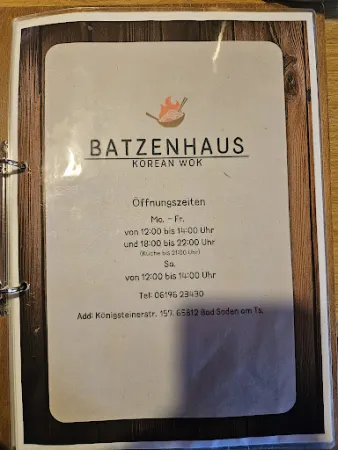 BATZENHAUS
KOREAN WOK
Öffnungszeiten
Mo. - Fr.
von 12:00 bis 14:00 Uhr
und 18:00 bis 22:00 Uhr
(Küche bis 21:00 Uhr)
Sa.
von 12:00 bis 14:00 Uhr
Tel: 06196 23430
Add: Königsteinerstr. 157, 65812 Bad Soden am Ts.